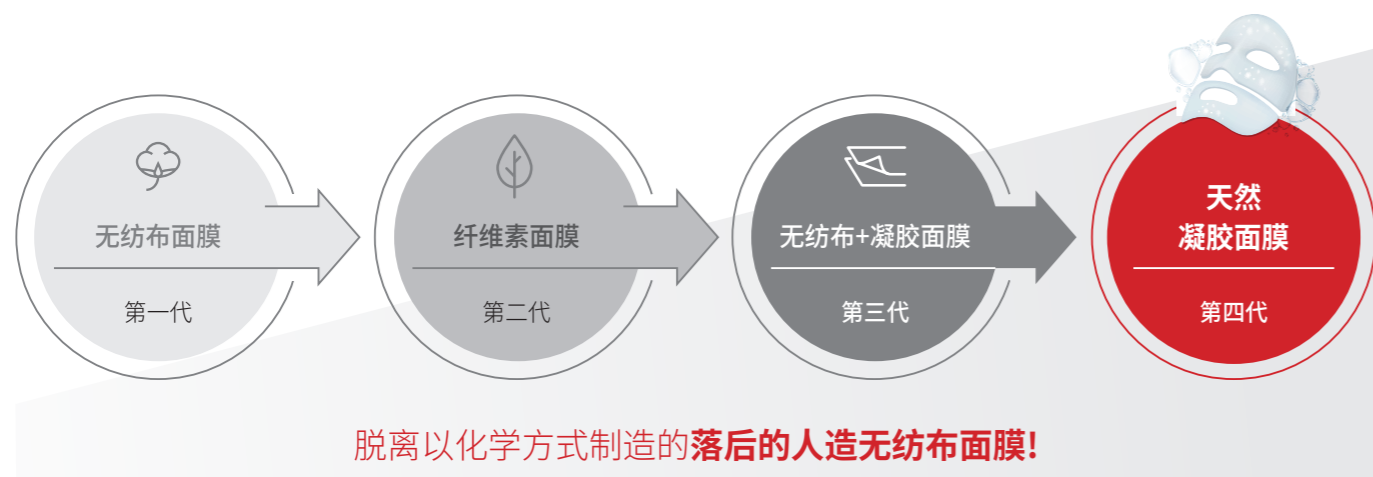 无纺布面膜
第一代
纤维素面膜
第二代
无纺布+凝胶面膜
第三代
天然
凝胶面膜
第四代
脱离以化学方式制造的落后的人造无纺布面膜!